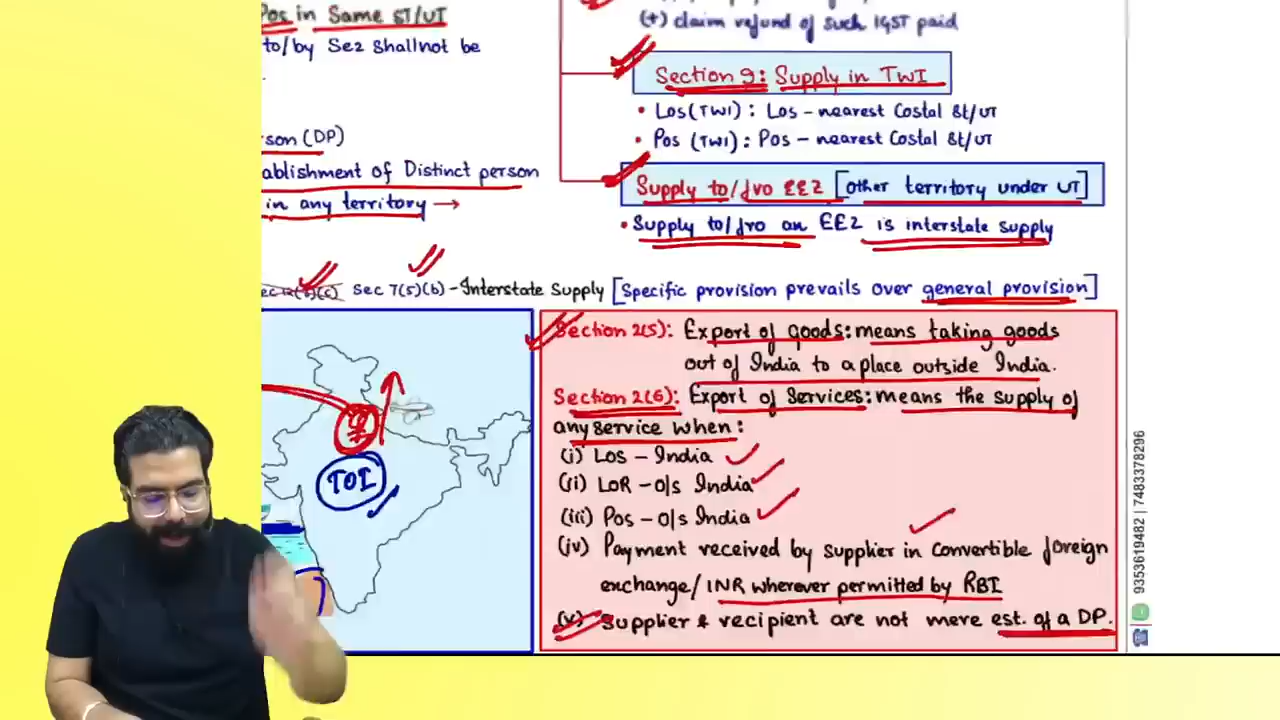 Pos in Same ST/UT
to/by Sez shall not be
son (DP)
ablishment of Distinct person
in any territory →
(+) claim refund of such IGST paid
Section 9: Supply in TWI
• Los (TWI) : Los - nearest Costal St/UT
• Pos (TWI) : Pos - nearest Costal St/UT
Supply to/fro EEZ [other territory under UT]
• Supply to/fro an EEZ is interstate supply
Sec 7(5)(b) - Interstate Supply [Specific provision prevails over general provision]
TOI
Section 2(5): Export of goods: means taking goods
out of India to a place outside India.
Section 2(6): Export of Services: means the supply of
any service when:
(i) Los - India
(ii) LOR - O/s India
(iii) Pos - O/s India
(iv) Payment received by supplier in convertible foreign
exchange/ INR wherever permitted by RBI
(v) Supplier & recipient are not mere est. of a DP.
9353619482 | 7483378296